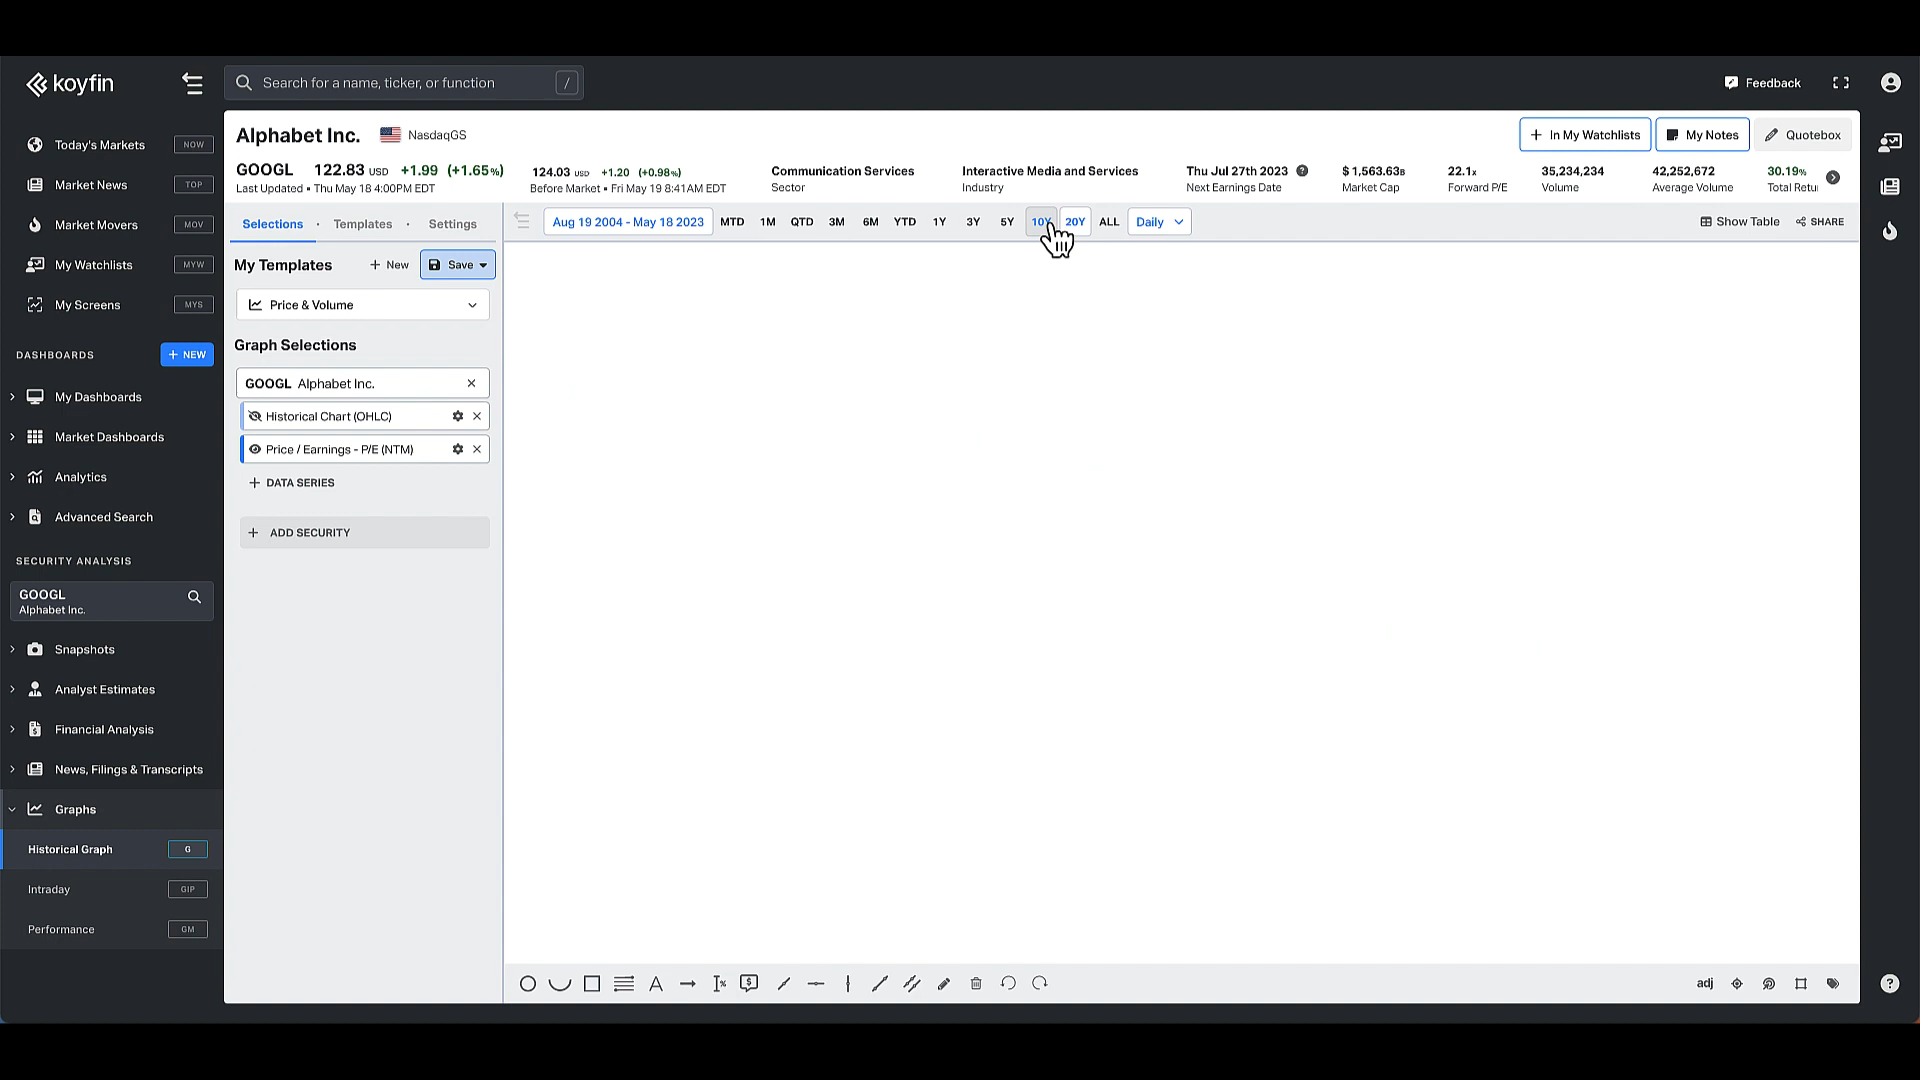 koyfin
Search for a name, ticker, or function /
Feedback
Today's Markets NOW
Market News TOP
Market Movers MOV
My Watchlists MYW
My Screens MYS
DASHBOARDS + NEW
My Dashboards
Market Dashboards
Analytics
Advanced Search
SECURITY ANALYSIS
GOOGL
Alphabet Inc.
Snapshots
Analyst Estimates
Financial Analysis
News, Filings & Transcripts
Graphs
Historical Graph G
Intraday GIP
Performance GM
Alphabet Inc. NasdaqGS
+ In My Watchlists My Notes Quotebox
GOOGL 122.83 USD +1.99 (+1.65%) 124.03 USD +1.20 (+0.98%) Communication Services Interactive Media and Services Thu Jul 27th 2023 $ 1,563.63B 22.1x 35,234,234 42,252,672 30.19%
Last Updated • Thu May 18 4:00PM EDT Before Market • Fri May 19 8:41AM EDT Sector Industry Next Earnings Date Market Cap Forward P/E Volume Average Volume Total Retu
Selections • Templates • Settings
Aug 19 2004 - May 18 2023 MTD 1M QTD 3M 6M YTD 1Y 3Y 5Y 10Y 20Y ALL Daily Show Table SHARE
My Templates + New Save
Price & Volume
Graph Selections
GOOGL Alphabet Inc.
Historical Chart (OHLC)
Price / Earnings - P/E (NTM)
+ DATA SERIES
+ ADD SECURITY
adj